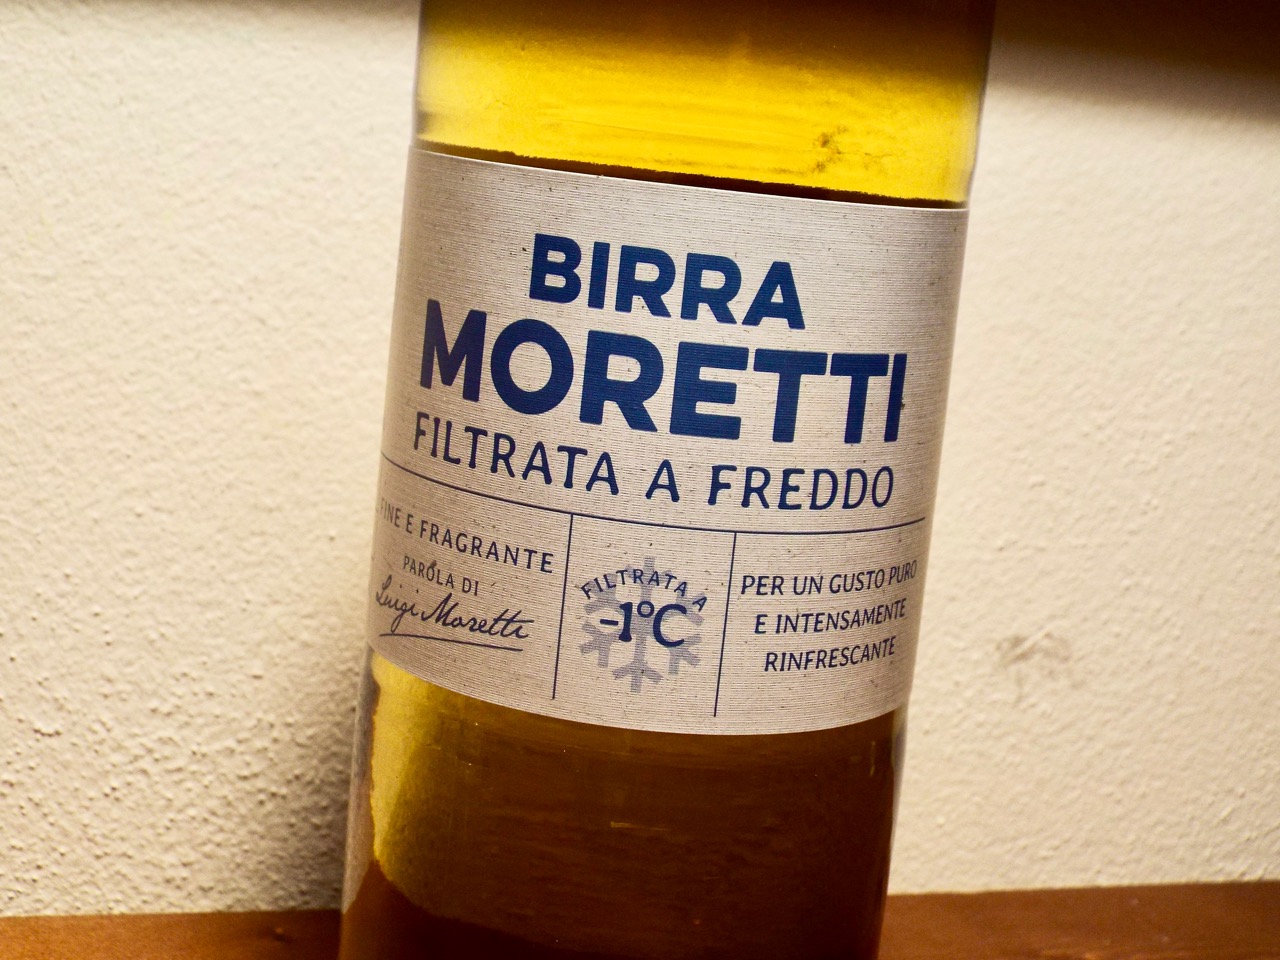 BIRRA
MORETTI
FILTRATA A FREDDO
FINE E FRAGRANTE
PAROLA DI
Luigi Moretti
FILTRATA A
-1°C
PER UN GUSTO PURO
E INTENSAMENTE
RINFRESCANTE